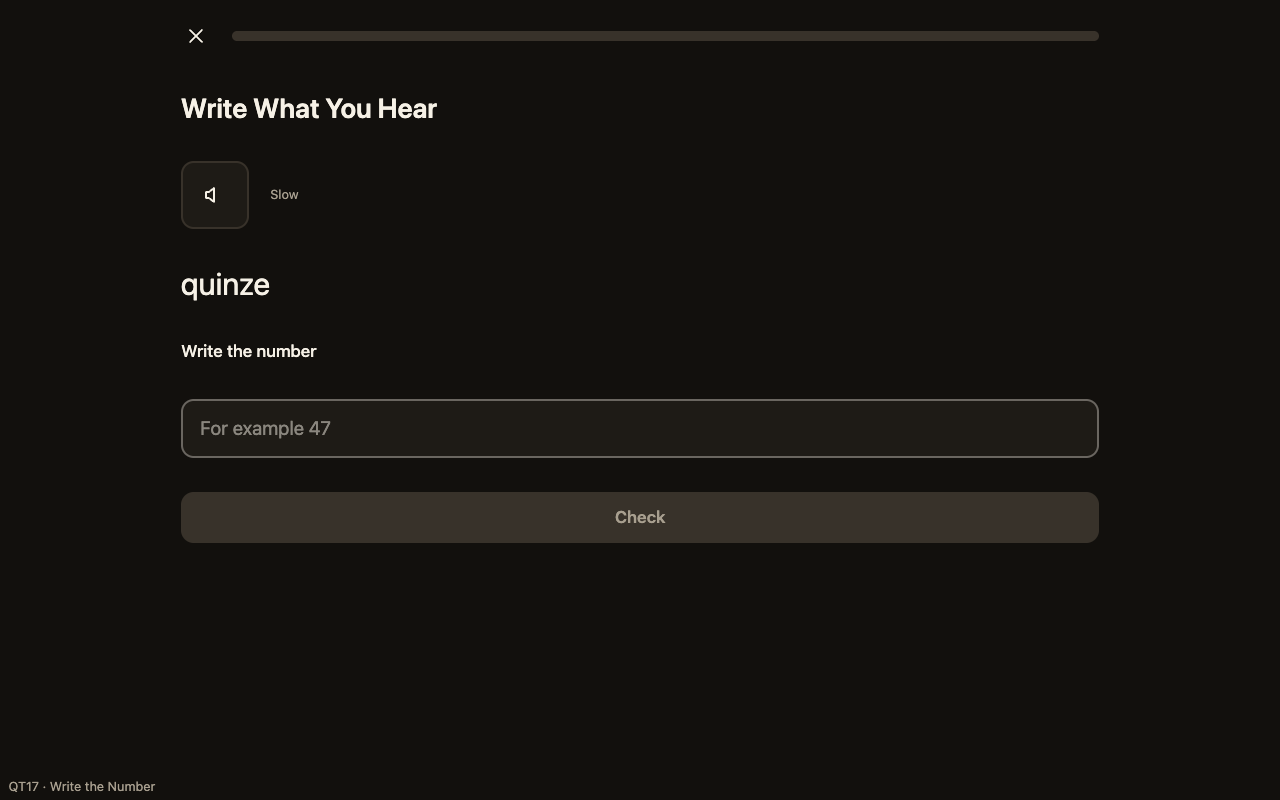 Write What You Hear
Slow
quinze
Write the number
For example 47
Check
QT17 · Write the Number